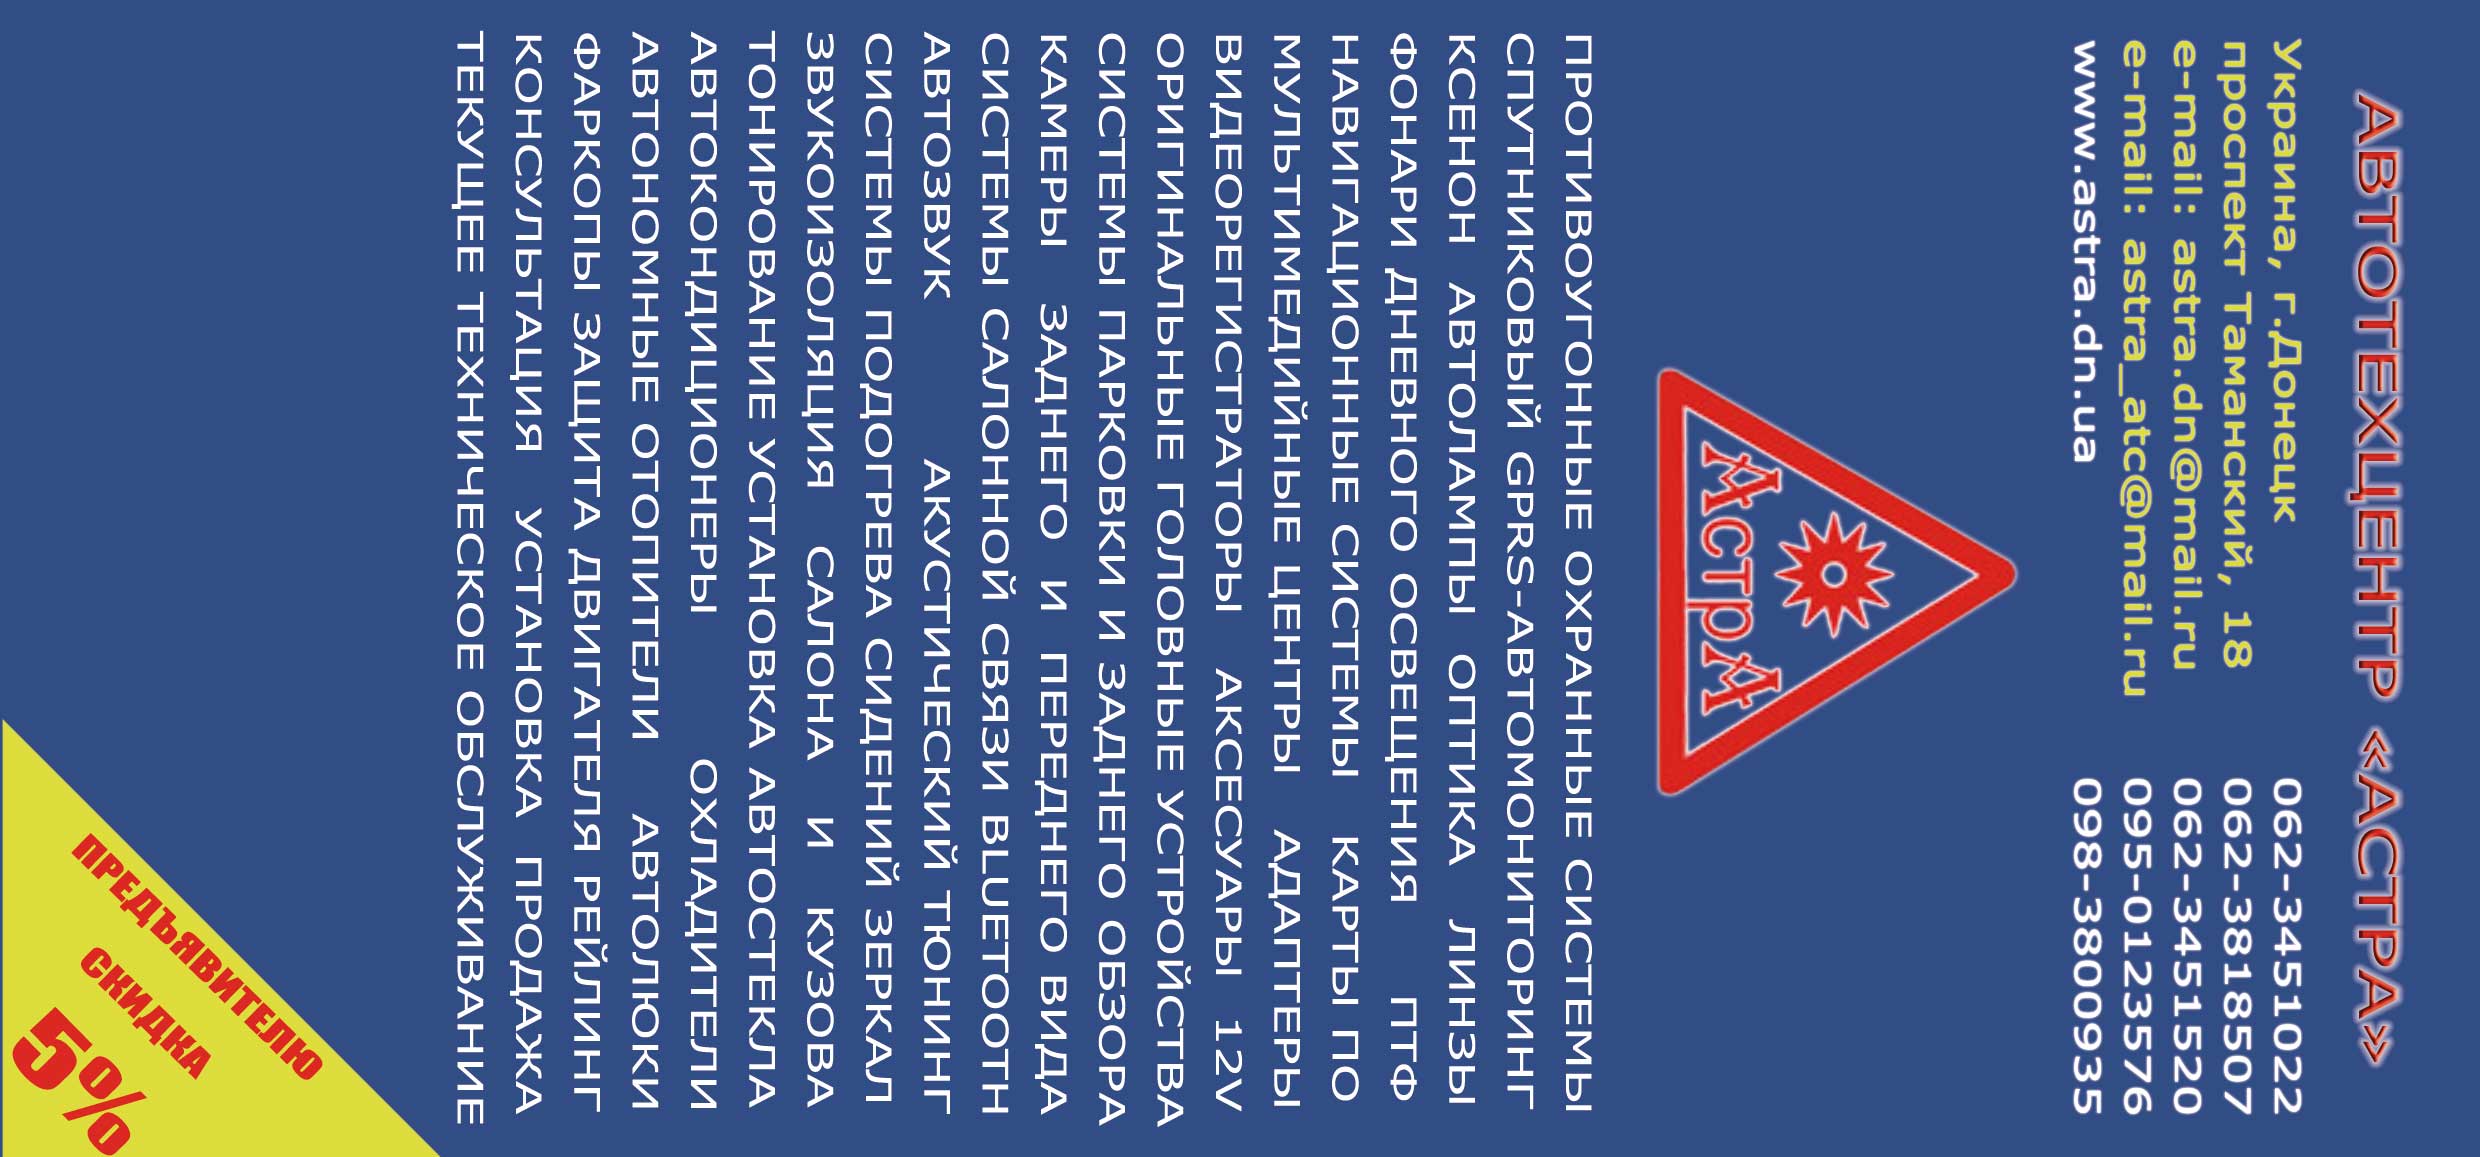 АВТОТЕХЦЕНТР «АСТРА»
Украина, г.Донецк 062-3451022
проспект Таманский, 18 062-3818507
e-mail: astra.dn@mail.ru 062-3451520
e-mail: astra_atc@mail.ru 095-0123576
www.astra.dn.ua 098-3800935
АстрА
ПРОТИВОУГОННЫЕ ОХРАННЫЕ СИСТЕМЫ
СПУТНИКОВЫЙ GPRS-АВТОМОНИТОРИНГ
КСЕНОН АВТОЛАМПЫ ОПТИКА ЛИНЗЫ
ФОНАРИ ДНЕВНОГО ОСВЕЩЕНИЯ ПТФ
НАВИГАЦИОННЫЕ СИСТЕМЫ КАРТЫ ПО
МУЛЬТИМЕДИЙНЫЕ ЦЕНТРЫ АДАПТЕРЫ
ВИДЕОРЕГИСТРАТОРЫ АКСЕСУАРЫ 12V
ОРИГИНАЛЬНЫЕ ГОЛОВНЫЕ УСТРОЙСТВА
СИСТЕМЫ ПАРКОВКИ И ЗАДНЕГО ОБЗОРА
КАМЕРЫ ЗАДНЕГО И ПЕРЕДНЕГО ВИДА
СИСТЕМЫ САЛОННОЙ СВЯЗИ BLUETOOTH
АВТОЗВУК АКУСТИЧЕСКИЙ ТЮНИНГ
СИСТЕМЫ ПОДОГРЕВА СИДЕНИЙ ЗЕРКАЛ
ЗВУКОИЗОЛЯЦИЯ САЛОНА И КУЗОВА
ТОНИРОВАНИЕ УСТАНОВКА АВТОСТЕКЛА
АВТОКОНДИЦИОНЕРЫ ОХЛАДИТЕЛИ
АВТОНОМНЫЕ ОТОПИТЕЛИ АВТОЛЮКИ
ФАРКОПЫ ЗАЩИТА ДВИГАТЕЛЯ РЕЙЛИНГ
КОНСУЛЬТАЦИЯ УСТАНОВКА ПРОДАЖА
ТЕКУЩЕЕ ТЕХНИЧЕСКОЕ ОБСЛУЖИВАНИЕ
ПРЕДЪЯВИТЕЛЮ
СКИДКА
5%